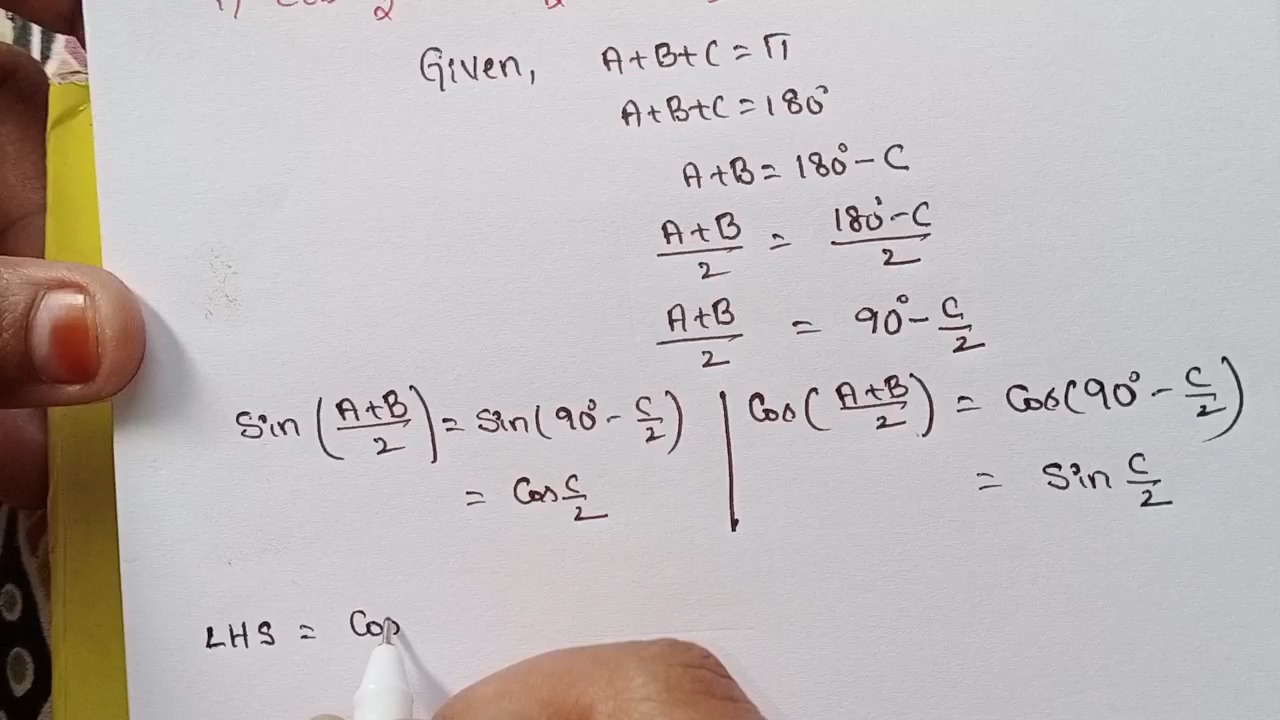 Given, A+B+C = π
A+B+C = 180°
A+B = 180° - C
A+B/2 = 180° - C/2
A+B/2 = 90° - C/2
Sin(A+B/2) = Sin(90° - C/2) | Cos(A+B/2) = Cos(90° - C/2)
= Cos C/2 = Sin C/2
LHS = Cos